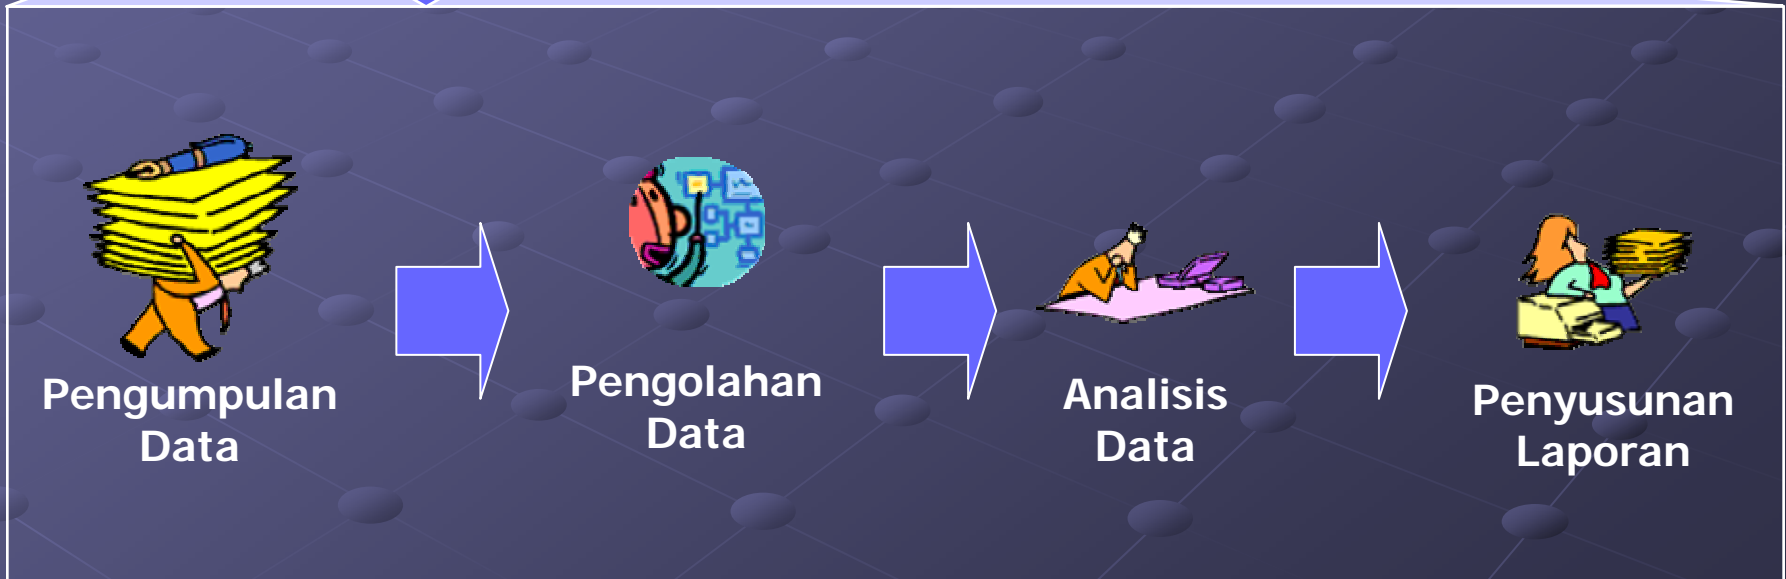 Pengumpulan
Data
Pengolahan
Data
Analisis
Data
Penyusunan
Laporan